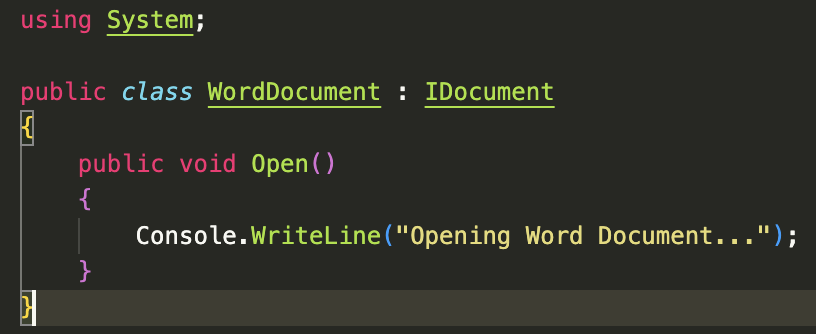 using System;

public class WordDocument : IDocument
{
    public void Open()
    {
        Console.WriteLine("Opening Word Document...");
    }
}